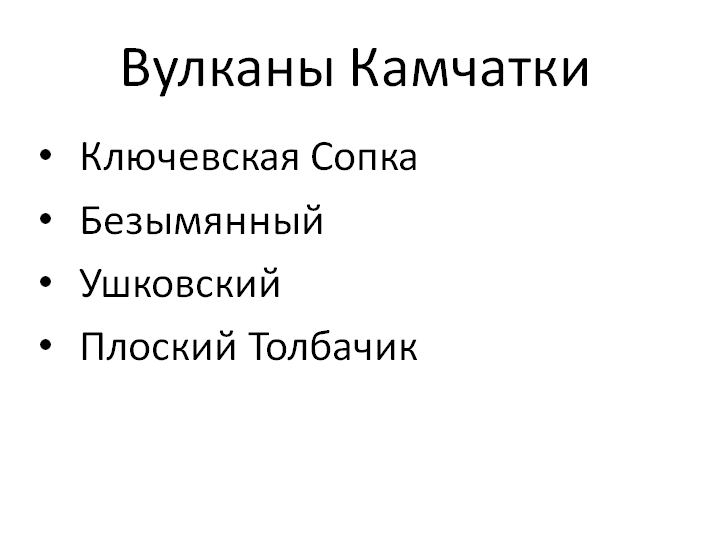 Вулканы Камчатки
• Ключевская Сопка
• Безымянный
• Ушковский
• Плоский Толбачик